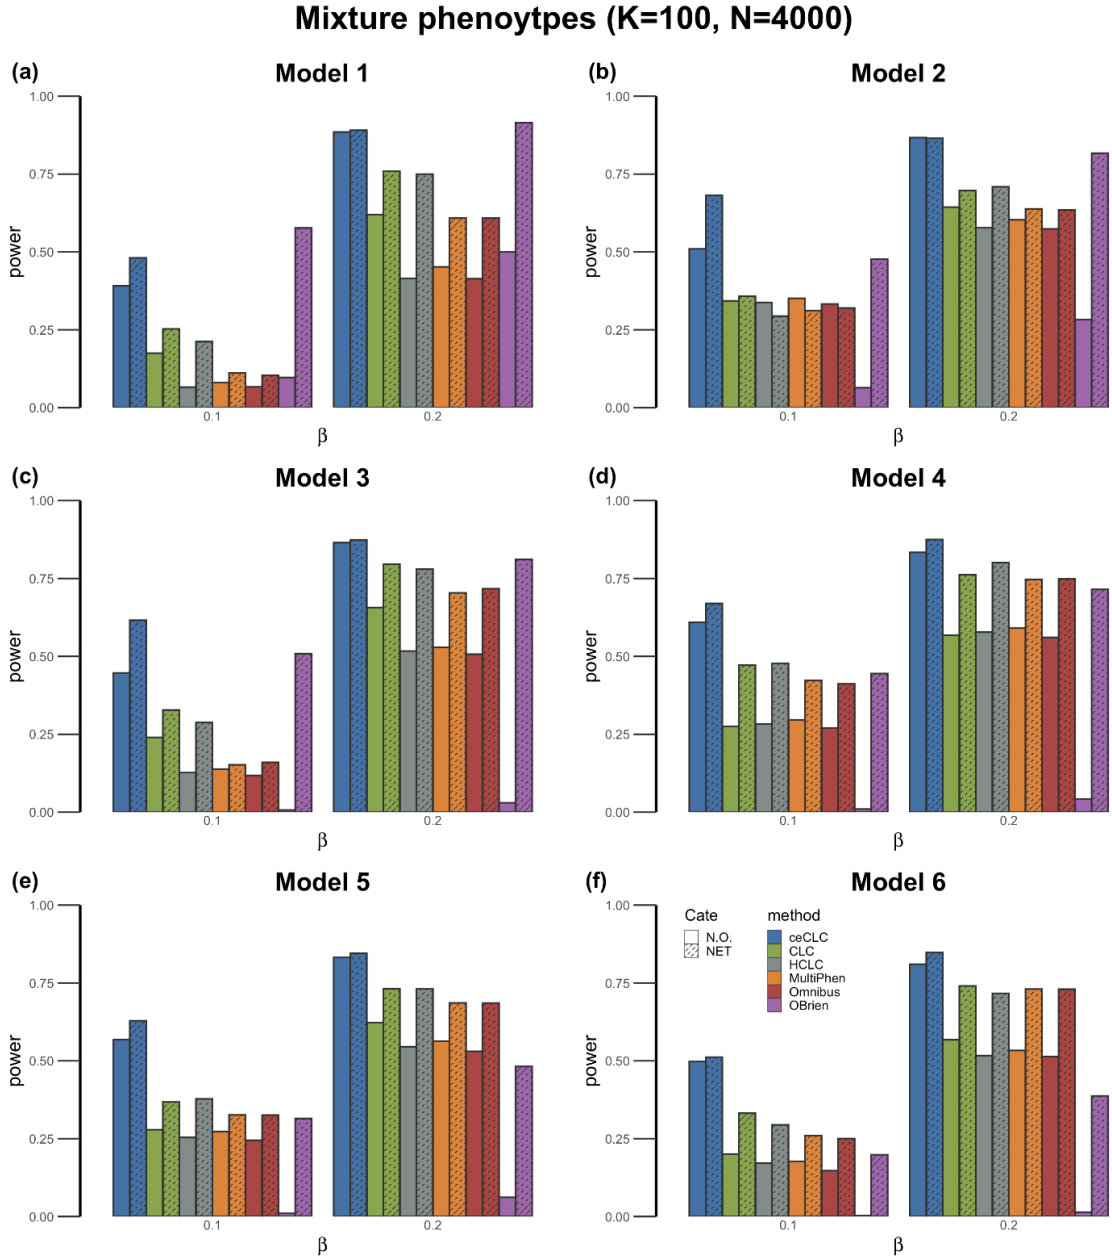 Mixture phenoytpes (K=100, N=4000)
(a) Model 1
1.00
0.75
0.50
0.25
0.00
power
0.1 0.2
β
(b) Model 2
1.00
0.75
0.50
0.25
0.00
power
0.1 0.2
β
(c) Model 3
1.00
0.75
0.50
0.25
0.00
power
0.1 0.2
β
(d) Model 4
1.00
0.75
0.50
0.25
0.00
power
0.1 0.2
β
(e) Model 5
1.00
0.75
0.50
0.25
0.00
power
0.1 0.2
β
(f) Model 6
1.00
0.75
0.50
0.25
0.00
power
Cate
N.O.
NET
method
ceCLC
CLC
HCLC
MultiPhen
Omnibus
OBrien
0.1 0.2
β